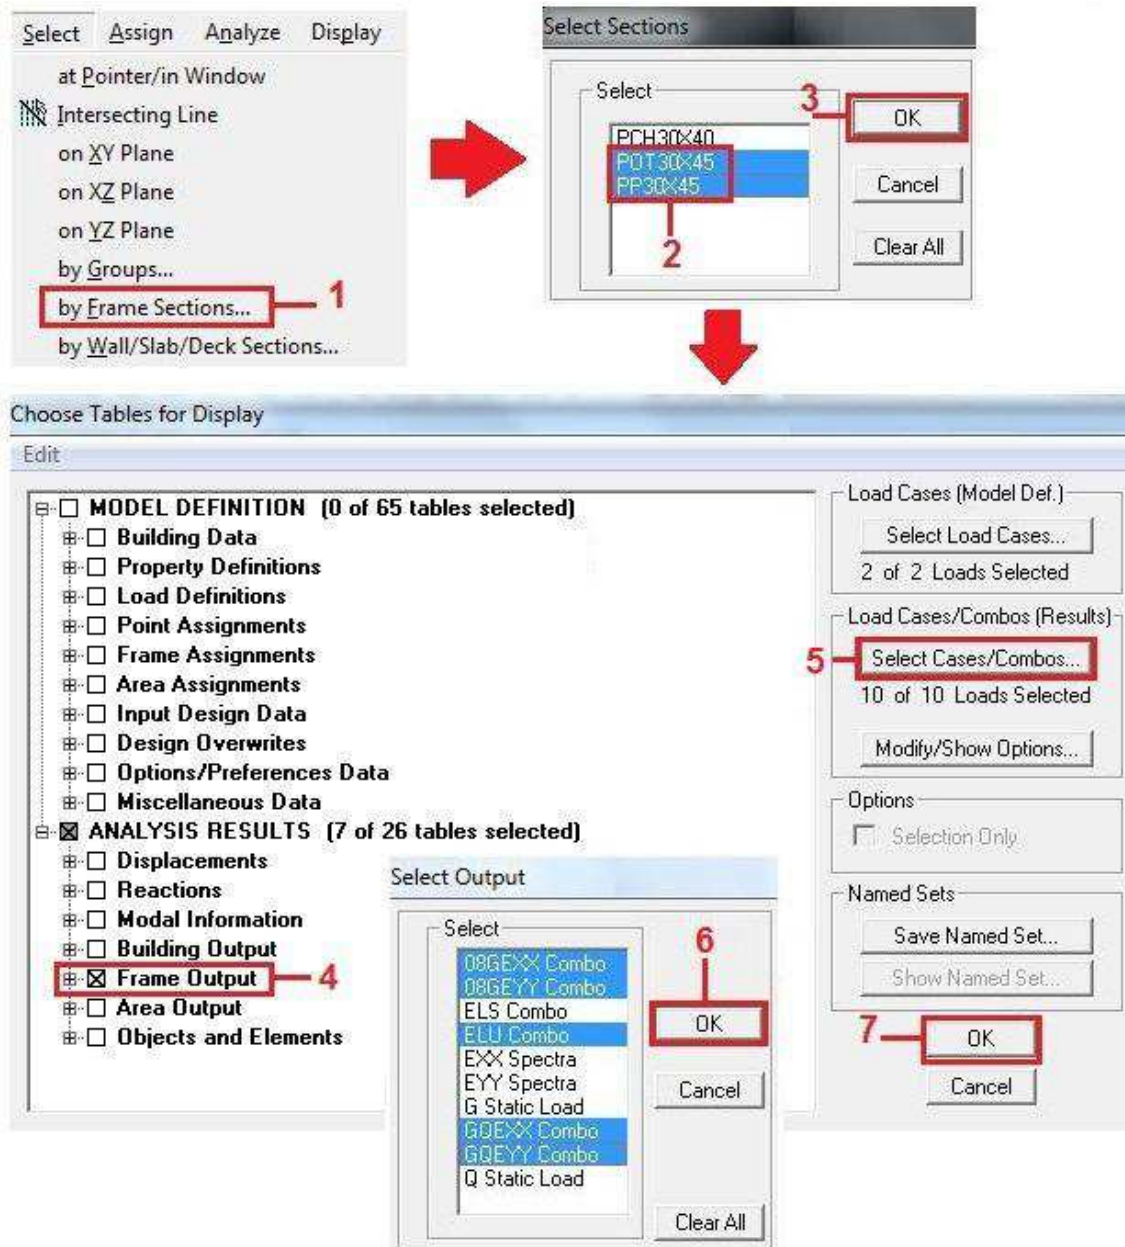 Select Assign Analyze Display
at Pointer/in Window
Intersecting Line
on XY Plane
on XZ Plane
on YZ Plane
by Groups...
by Frame Sections...
1
by Wall/Slab/Deck Sections...
Select Sections
Select
PCH30X40
POT30X45
PP30X45
2
3
OK
Cancel
Clear All
Choose Tables for Display
Edit
MODEL DEFINITION (0 of 65 tables selected)
Building Data
Property Definitions
Load Definitions
Point Assignments
Frame Assignments
Area Assignments
Input Design Data
Design Overwrites
Options/Preferences Data
Miscellaneous Data
ANALYSIS RESULTS (7 of 26 tables selected)
Displacements
Reactions
Modal Information
Building Output
Frame Output
4
Area Output
Objects and Elements
Load Cases (Model Def.)
Select Load Cases...
2 of 2 Loads Selected
Load Cases/Combos (Results)
5
Select Cases/Combos...
10 of 10 Loads Selected
Modify/Show Options...
Options
Selection Only
Named Sets
Save Named Set...
Show Named Set...
7
OK
Cancel
Select Output
Select
08GEXX Combo
08GEYY Combo
ELS Combo
ELU Combo
EXX Spectra
EYY Spectra
G Static Load
GQEXX Combo
GQEYY Combo
Q Static Load
6
OK
Cancel
Clear All